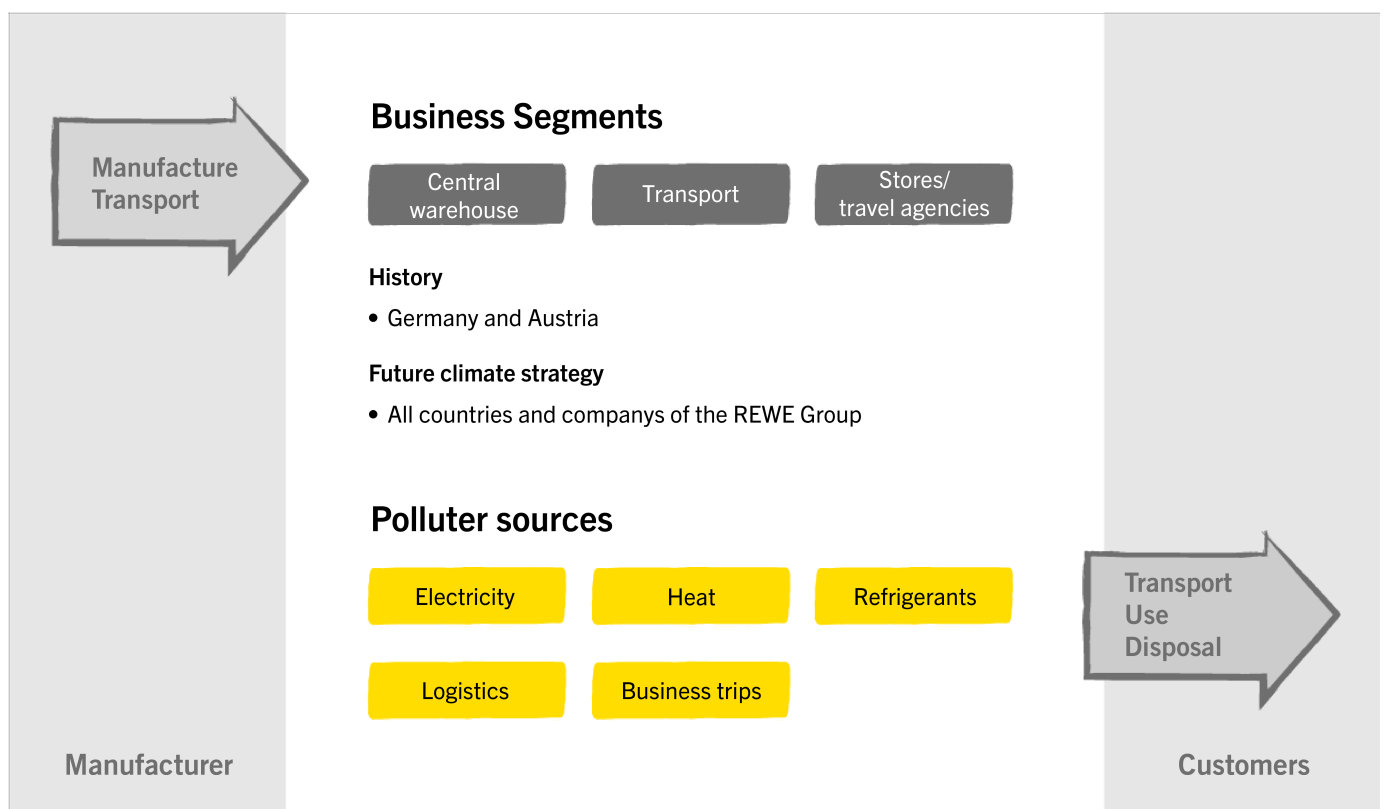 Manufacture
Transport
Business Segments
Central
warehouse
Transport
Stores/
travel agencies
History
• Germany and Austria
Future climate strategy
• All countries and companys of the REWE Group
Polluter sources
Electricity
Heat
Refrigerants
Logistics
Business trips
Transport
Use
Disposal
Manufacturer
Customers